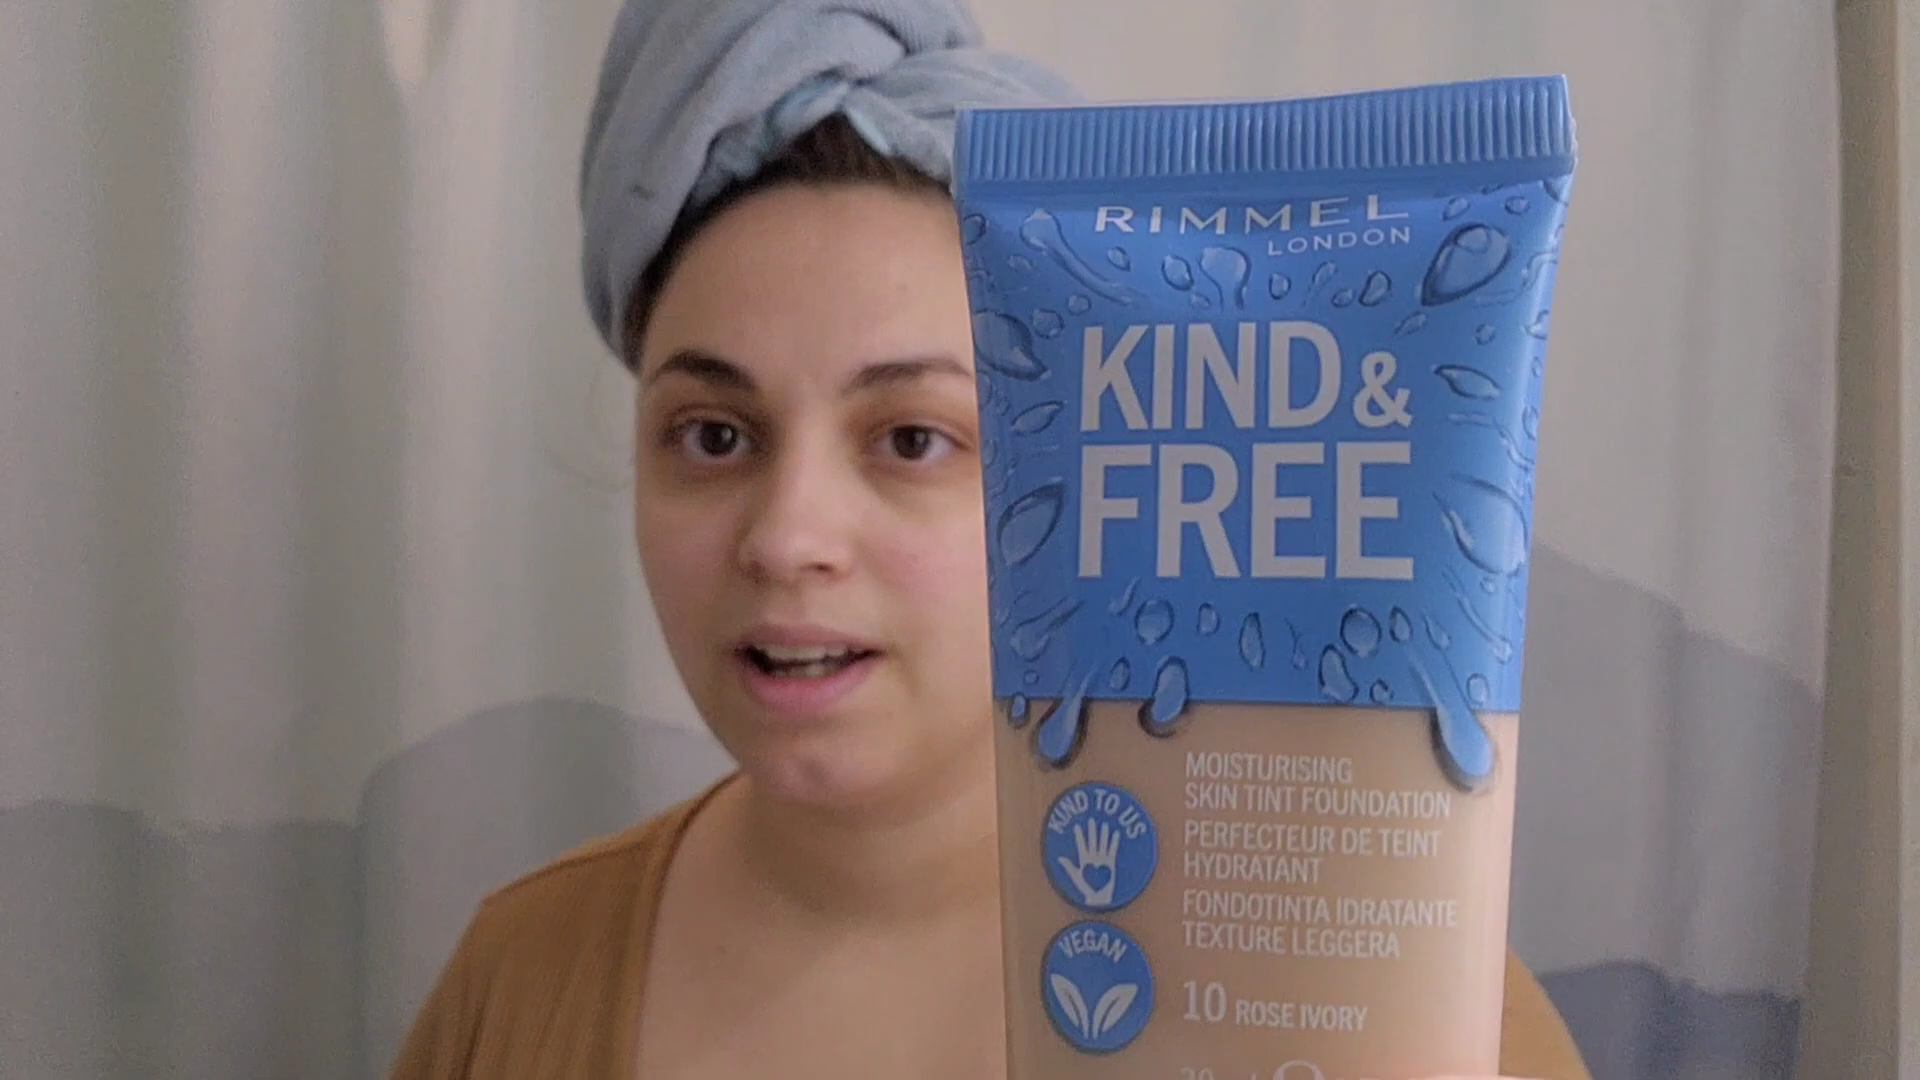 RIMMEL
LONDON
KIND &
FREE
MOISTURISING
SKIN TINT FOUNDATION
PERFECTEUR DE TEINT
HYDRATANT
FONDOTINTA IDRATANTE
TEXTURE LEGGERA
KIND TO US
VEGAN
10 ROSE IVORY